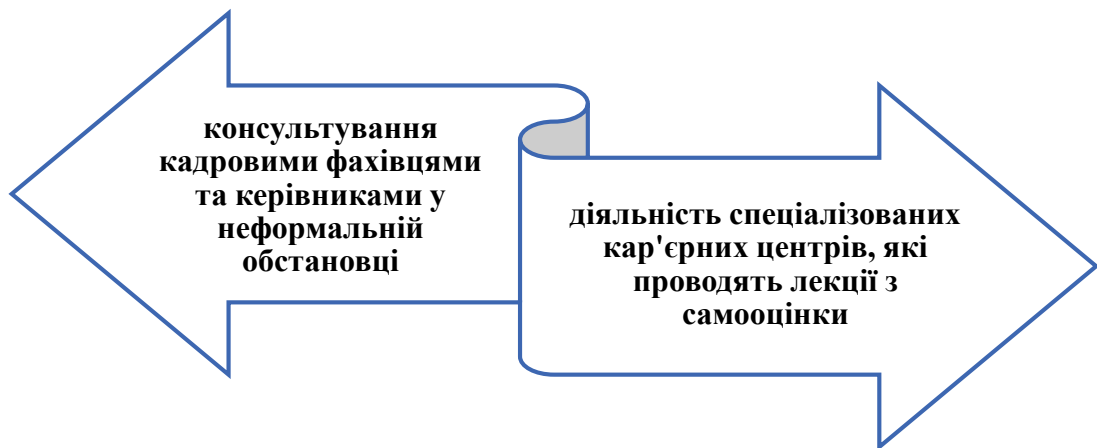 консультування
кадровими фахівцями
та керівниками у
неформальній
обстановці
діяльність спеціалізованих
кар'єрних центрів, які
проводять лекції з
самооцінки